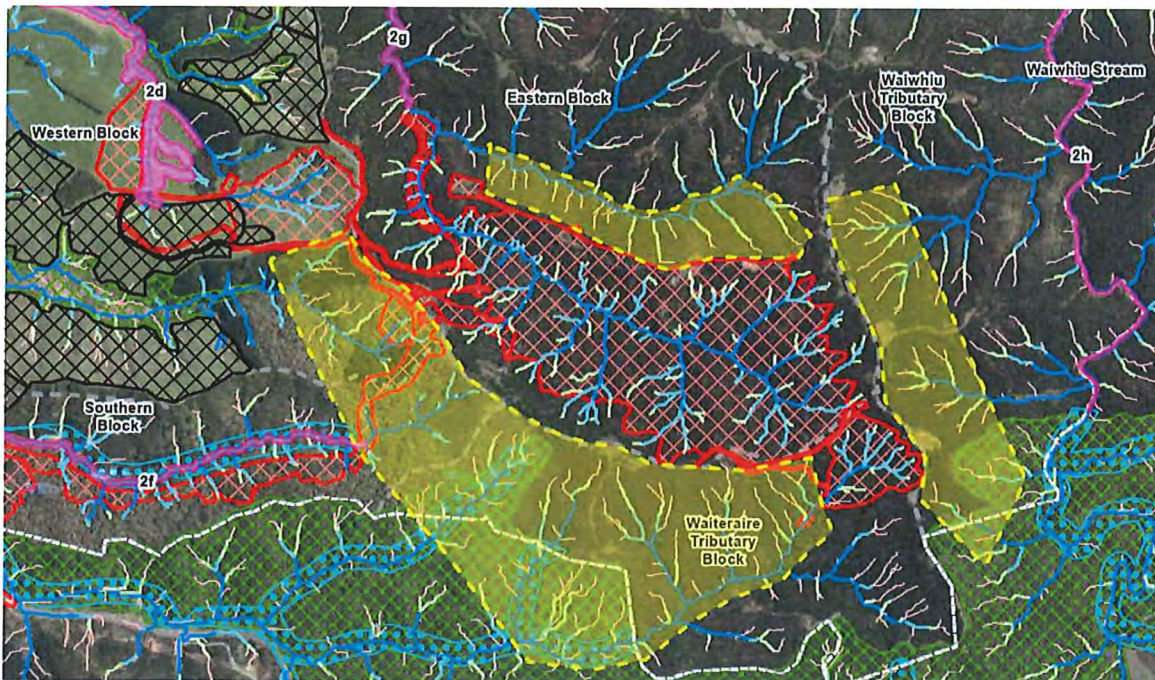 2g
2d
Western Block
Eastern Block
Waiwhiu
Tributary
Block
Waiwhiu Stream
2h
Southern
Block
2f
Waiteraire
Tributary
Block